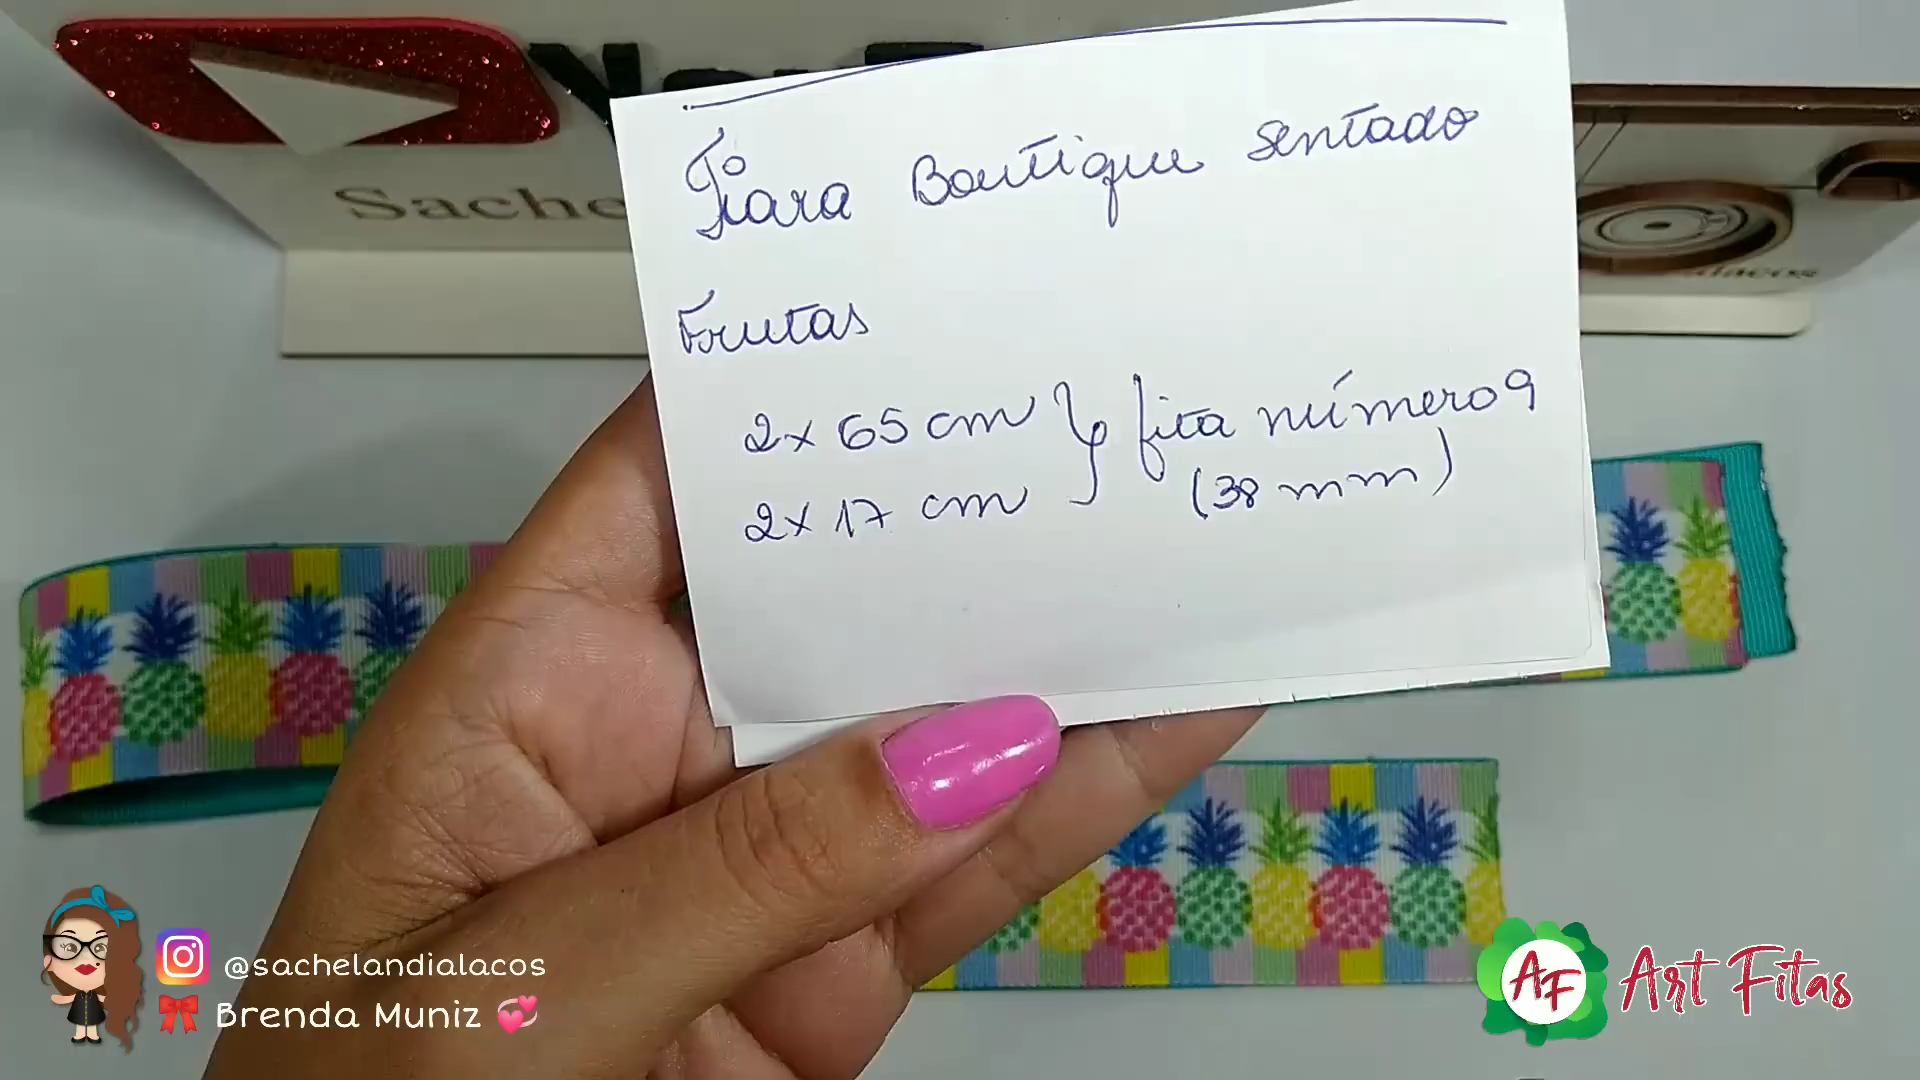 Sache
Tiara Boutique sentado
Frutas
2x 65 cm } fita número 9
2x 17 cm (38 mm)
@sachelandialacos
Brenda Muniz
AF Art Fitas